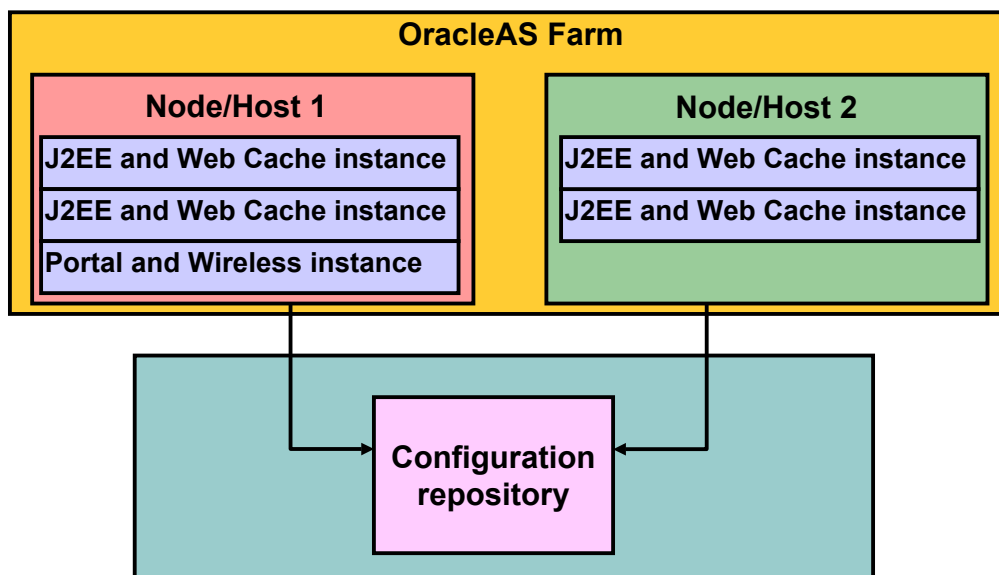 OracleAS Farm
Node/Host 1
J2EE and Web Cache instance
J2EE and Web Cache instance
Portal and Wireless instance
Node/Host 2
J2EE and Web Cache instance
J2EE and Web Cache instance
Configuration
repository